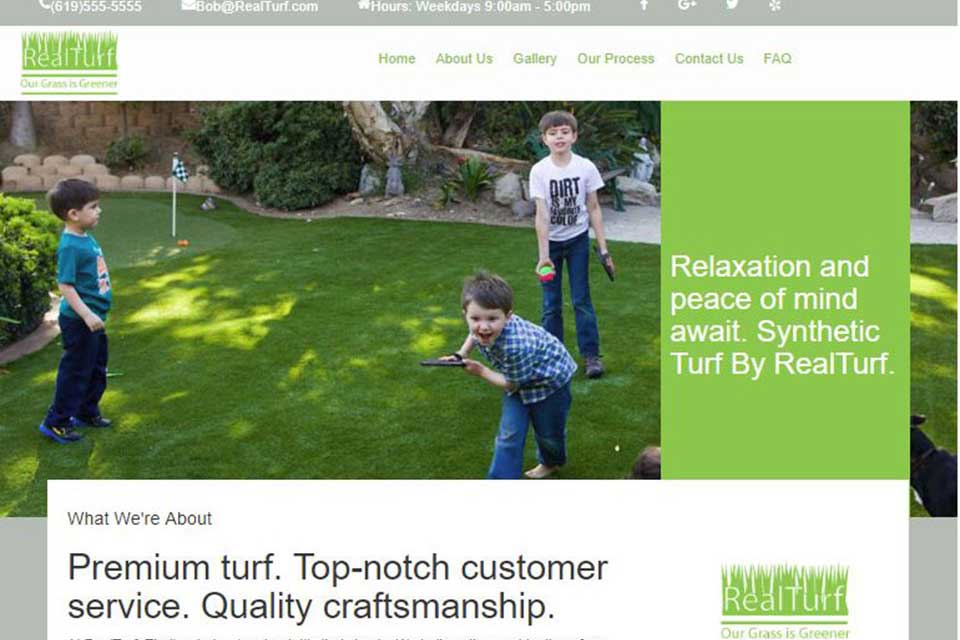 (619)555-5555
Bob@RealTurf.com
Hours: Weekdays 9:00am - 5:00pm
RealTurf
Our Grass is Greener
Home About Us Gallery Our Process Contact Us FAQ
DIRT
IS MY
FAVORITE
COLOR
Relaxation and
peace of mind
await. Synthetic
Turf By RealTurf.
What We're About
Premium turf. Top-notch customer
service. Quality craftsmanship.
RealTurf
Our Grass is Greener